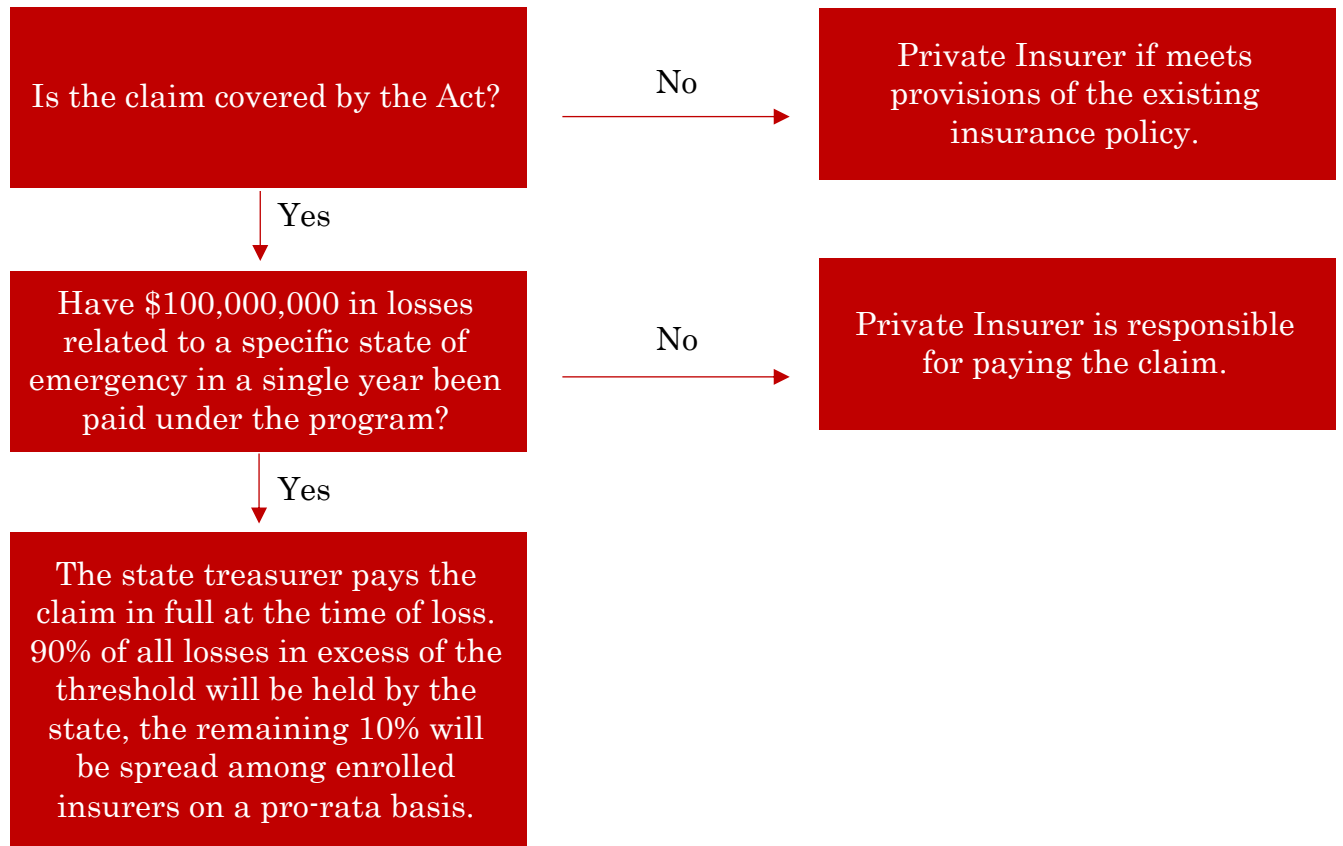 Is the claim covered by the Act?
No
Private Insurer if meets
provisions of the existing
insurance policy.
Yes
Have $100,000,000 in losses
related to a specific state of
emergency in a single year been
paid under the program?
No
Private Insurer is responsible
for paying the claim.
Yes
The state treasurer pays the
claim in full at the time of loss.
90% of all losses in excess of the
threshold will be held by the
state, the remaining 10% will
be spread among enrolled
insurers on a pro-rata basis.